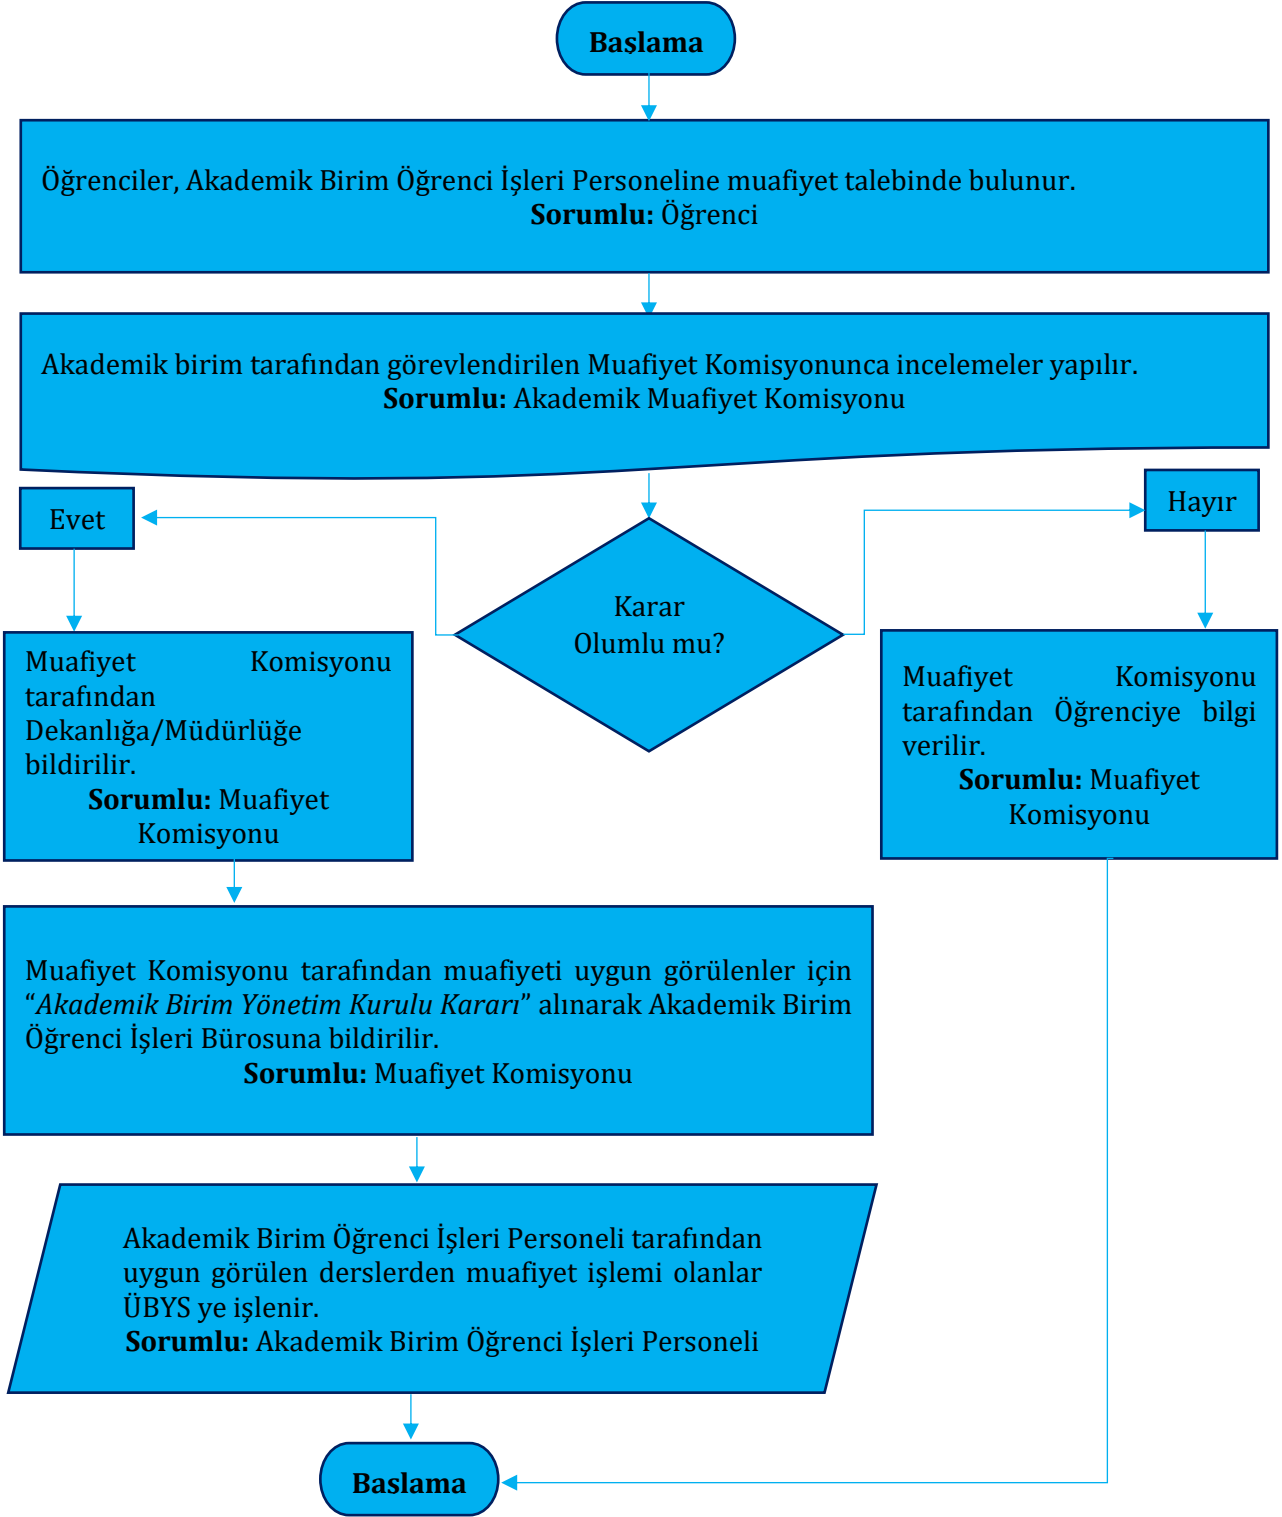 Başlama
Öğrenciler, Akademik Birim Öğrenci İşleri Personeline muafiyet talebinde bulunur.
Sorumlu: Öğrenci
Akademik birim tarafından görevlendirilen Muafiyet Komisyonunca incelemeler yapılır.
Sorumlu: Akademik Muafiyet Komisyonu
Evet
Hayır
Karar
Olumlu mu?
Muafiyet Komisyonu
tarafından
Dekanlığa/Müdürlüğe
bildirilir.
Sorumlu: Muafiyet
Komisyonu
Muafiyet Komisyonu
tarafından Öğrenciye bilgi
verilir.
Sorumlu: Muafiyet
Komisyonu
Muafiyet Komisyonu tarafından muafiyeti uygun görülenler için
“Akademik Birim Yönetim Kurulu Kararı” alınarak Akademik Birim
Öğrenci İşleri Bürosuna bildirilir.
Sorumlu: Muafiyet Komisyonu
Akademik Birim Öğrenci İşleri Personeli tarafından
uygun görülen derslerden muafiyet işlemi olanlar
ÜBYS ye işlenir.
Sorumlu: Akademik Birim Öğrenci İşleri Personeli
Başlama